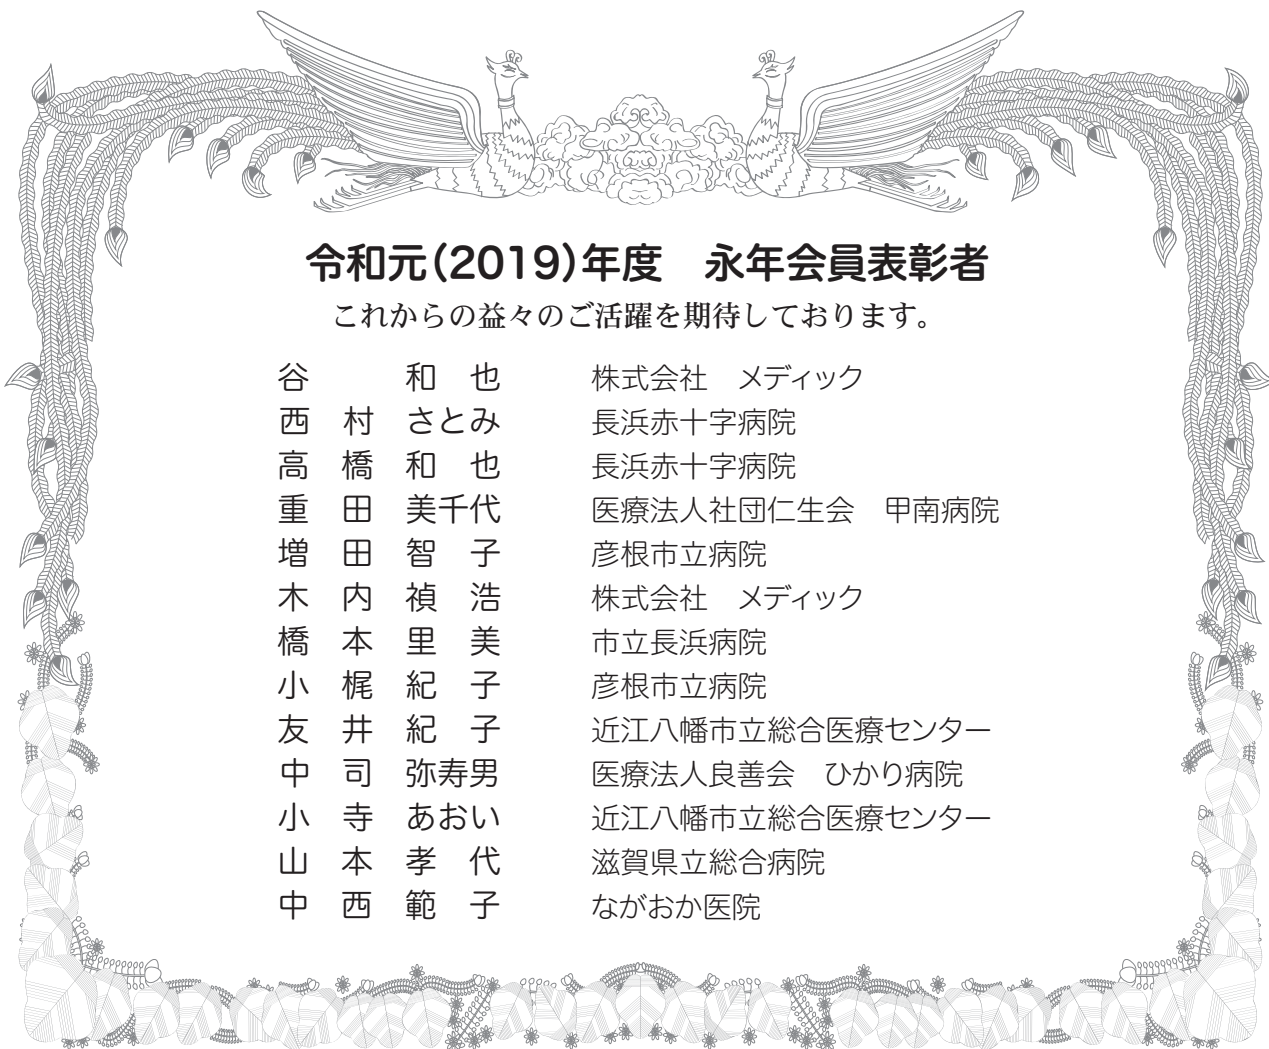 令和元(2019)年度　永年会員表彰者
これからの益々のご活躍を期待しております。
谷　和也　株式会社　メディック
西村さとみ　長浜赤十字病院
高橋和也　長浜赤十字病院
重田美千代　医療法人社団仁生会　甲南病院
増田智子　彦根市立病院
木内禎浩　株式会社　メディック
橋本里美　市立長浜病院
小梶紀子　彦根市立病院
友井紀子　近江八幡市立総合医療センター
中司弥寿男　医療法人良善会　ひかり病院
小寺あおい　近江八幡市立総合医療センター
山本孝代　滋賀県立総合病院
中西範子　ながおか医院